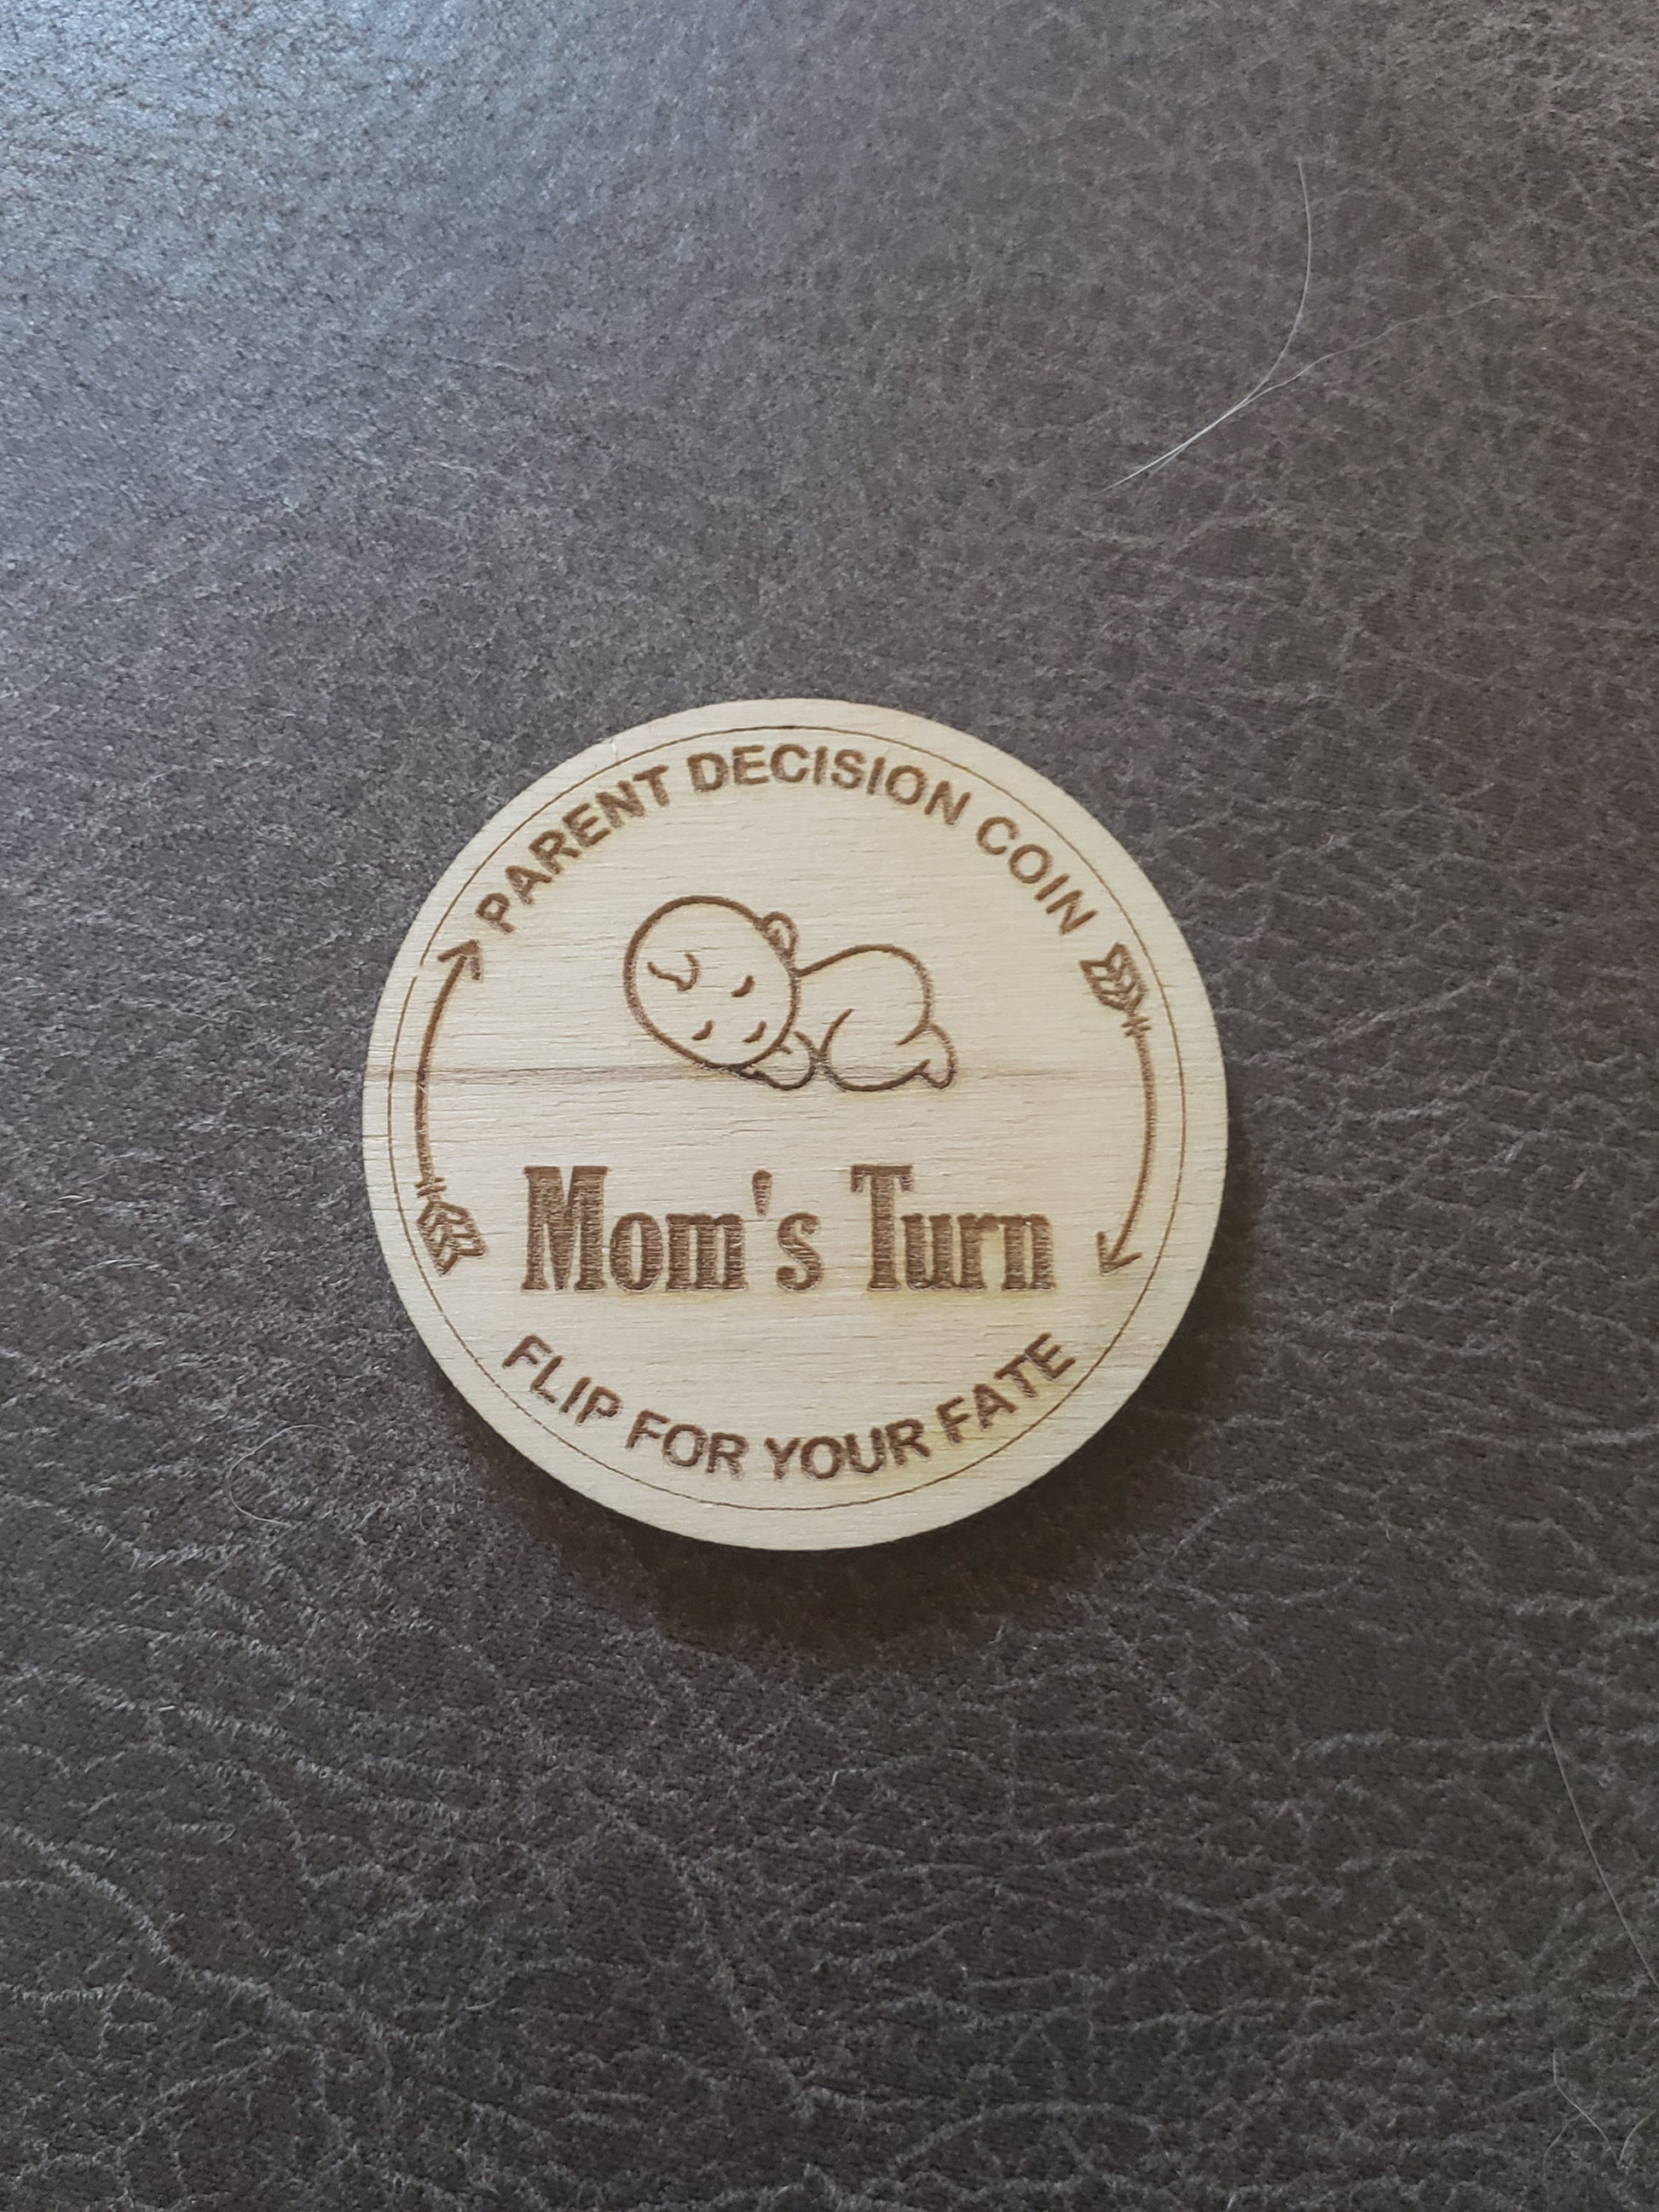 PARENT DECISION COIN
Mom's Turn
FLIP FOR YOUR FATE